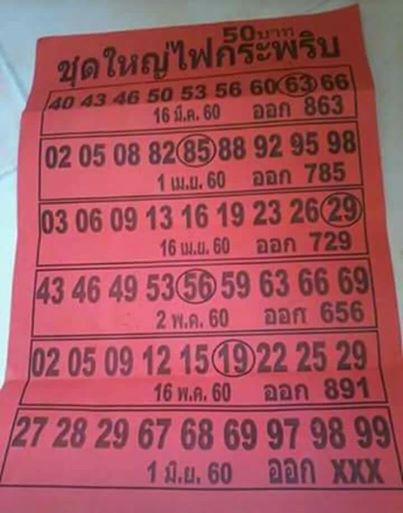 50บาท
ชุดใหญ่ไฟกระพริบ
40 43 46 50 53 56 60 63 66
16 มี.ค. 60 ออก 863
02 05 08 82 85 88 92 95 98
1 เม.ย. 60 ออก 785
03 06 09 13 16 19 23 26 29
16 เม.ย. 60 ออก 729
43 46 49 53 56 59 63 66 69
2 พ.ค. 60 ออก 656
02 05 09 12 15 19 22 25 29
16 พ.ค. 60 ออก 891
27 28 29 67 68 69 97 98 99
1 มิ.ย. 60 ออก xxx